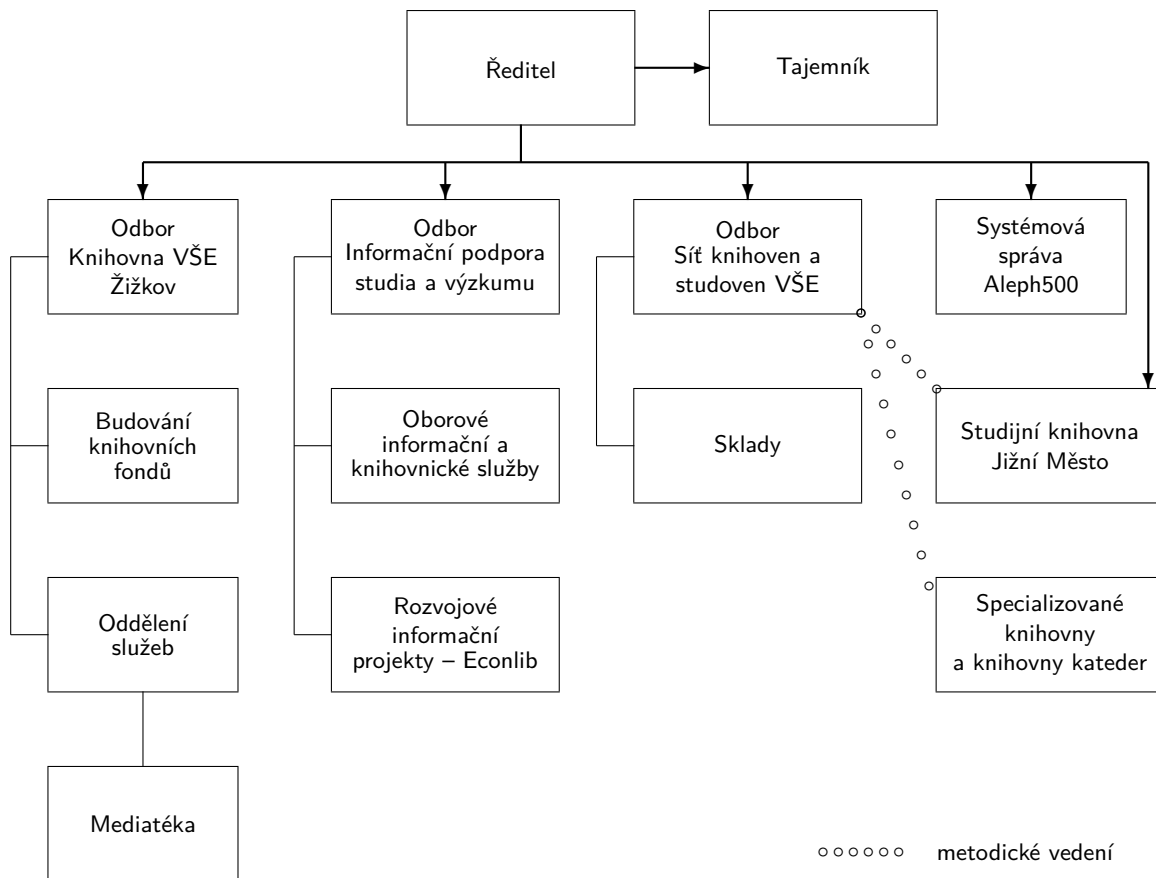 Ředitel
Tajemník
Odbor
Knihovna VŠE
Žižkov
Odbor
Informační podpora
studia a výzkumu
Odbor
Síť knihoven a
studoven VŠE
Systémová
správa
Aleph500
Budování
knihovních
fondů
Oborové
informační a
knihovnické služby
Sklady
Studijní knihovna
Jižní Město
Oddělení
služeb
Rozvojové
informační
projekty – Econlib
Specializované
knihovny
a knihovny kateder
Mediatéka
metodické vedení